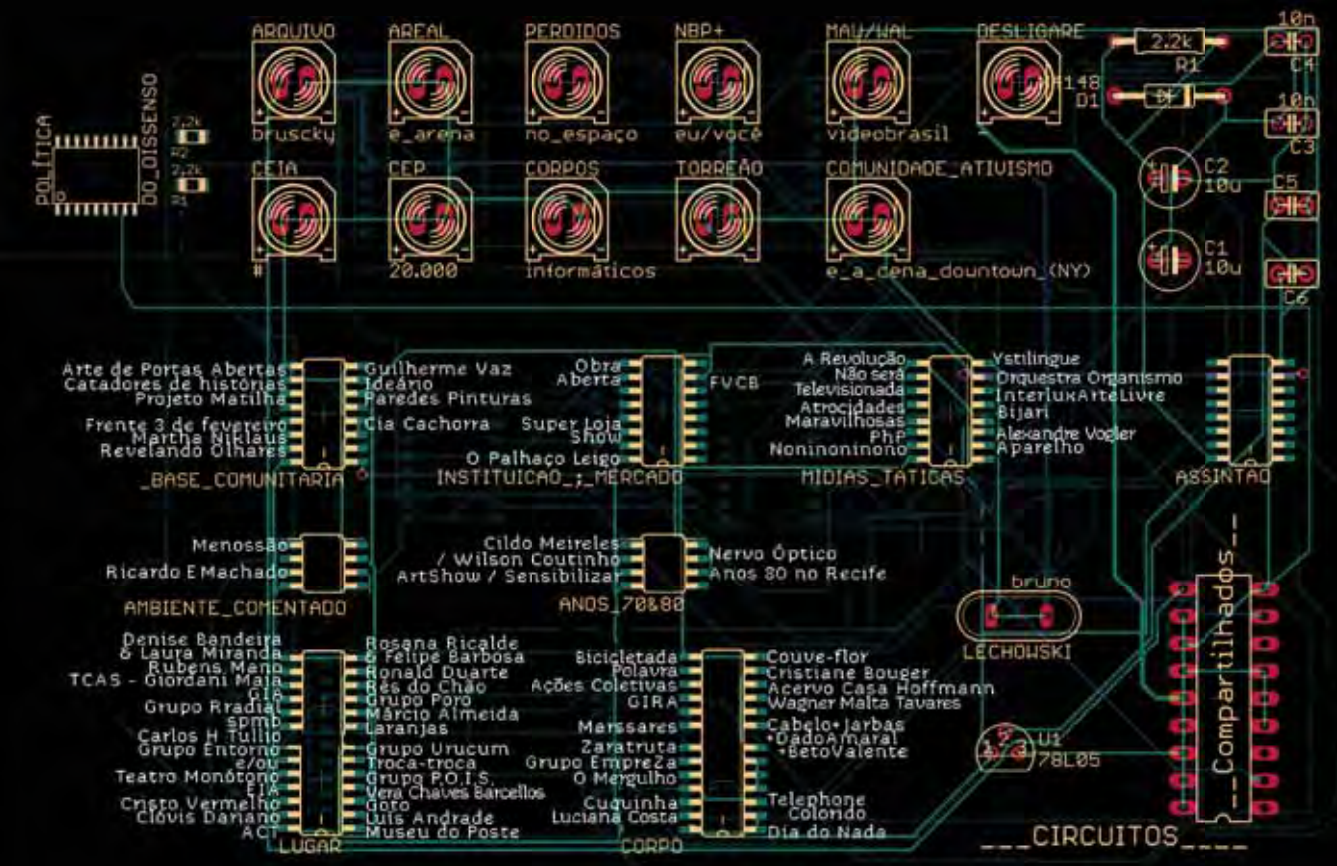 ARQUIVO
bruscky
AREAL
e_arena
PERDIDOS
no_espaço
NBP+
eu/você
MAU/WAL
videobrasil
DESLIGARE
148
D1
2.2k
R1
10n
C4
10n
C3
C2
10u
C5
C1
10u
C6
POLÍTICA
DO_DISSENSO
2,2k
2,2k
CEIA
#
CEP
20.000
CORPOS
informáticos
TORREÃO
COMUNIDADE_ATIVISMO
e_a_cena_dountoun_(NY)
Arte de Portas Abertas
Catadores de histórias
Projeto Matilha
Frente 3 de fevereiro
Martha Niklaus
Revelando Olhares
Guilherme Vaz
Ideário
Paredes Pinturas
Cia Cachorra
_BASE_COMUNITARIA
Obra
Aberta
Super Loja
Show
O Palhaço Leigo
FVCB
INSTITUICAO_;_MERCADO
A Revolução
Não será
Televisionada
Atrocidades
Maravilhosas
PhP
Noninoninono
Ystilingue
Orquestra Organismo
InterluxArteLivre
Bijari
Alexandre Vogler
Aparelho
MIDIAS_TATICAS
ASSINTAO
Menossão
Ricardo EMachado
AMBIENTE_COMENTADO
Cildo Meireles
/ Wilson Coutinho
ArtShow / Sensibilizar
Nervo Óptico
Anos 80 no Recife
ANOS_70&80
bruno
LECHOWSKI
Denise Bandeira
& Laura Miranda
Rubens Mano
TCAS - Giordani Maia
GIA
Grupo Rradial
spmb
Carlos H Tullio
Grupo Entorno
e/ou
Teatro Monótono
EIA
Cristo Vermelho
Clóvis Dariano
ACT
Rosana Ricalde
& Felipe Barbosa
Ronald Duarte
Rés do Chão
Grupo Poro
Márcio Almeida
Laranjas
Grupo Urucum
Troca-troca
Grupo P.O.I.S.
Vera Chaves Barcellos
Goto
Luis Andrade
Museu do Poste
LUGAR
Bicicletada
Polavra
Ações Coletivas
GIRA
Marssares
Zaratruta
Grupo EmpreZa
O Mergulho
Cuquinha
Luciana Costa
Couve-flor
Cristiane Bouger
Acervo Casa Hoffmann
Wagner Malta Tavares
Cabelo+Jarbas
+DadoAmaral
+BetoValente
Telephone
Colorido
Dia do Nada
CORPO
U1
78L05
__Compartilhados__
___CIRCUITOS____